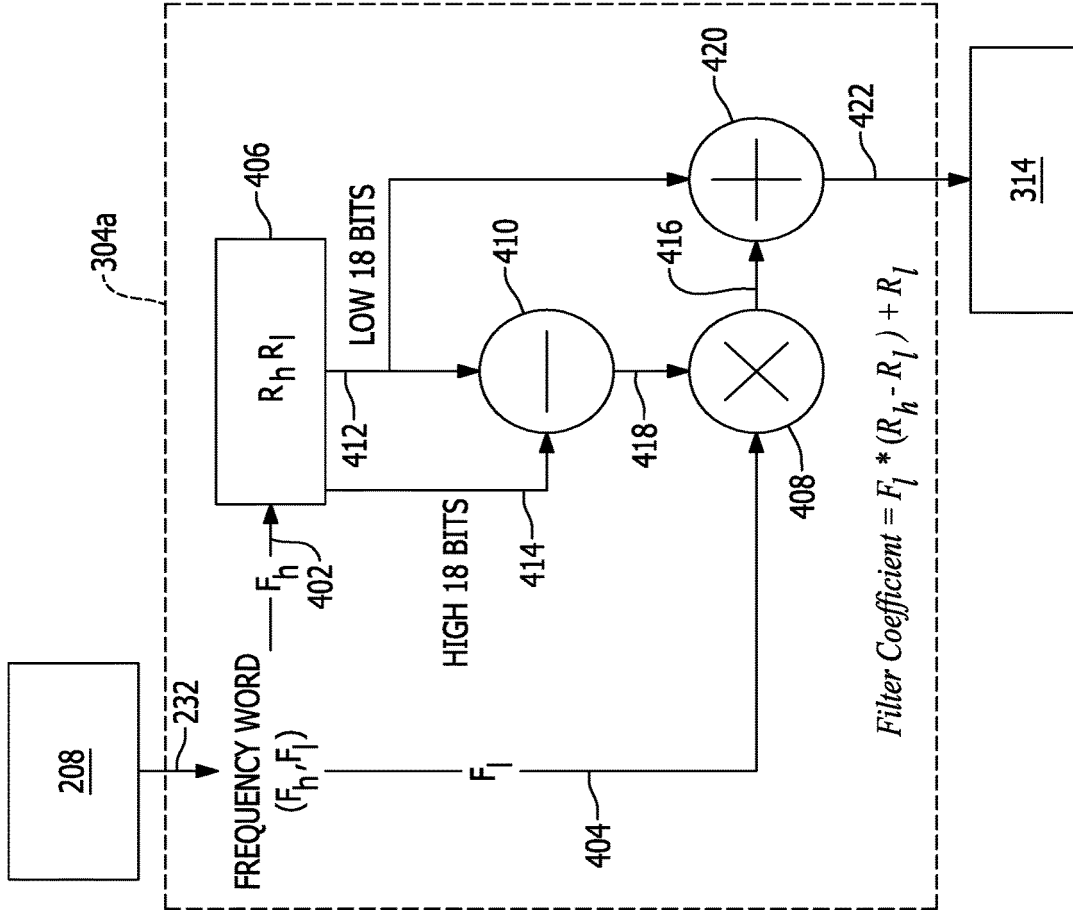 304a
208
232
FREQUENCY WORD
(Fh,Fl)
Fh
402
Rh Rl
406
412
LOW 18 BITS
HIGH 18 BITS
414
410
418
Fl
404
408
416
420
422
Filter Coefficient = Fl * (Rh - Rl ) + Rl
314